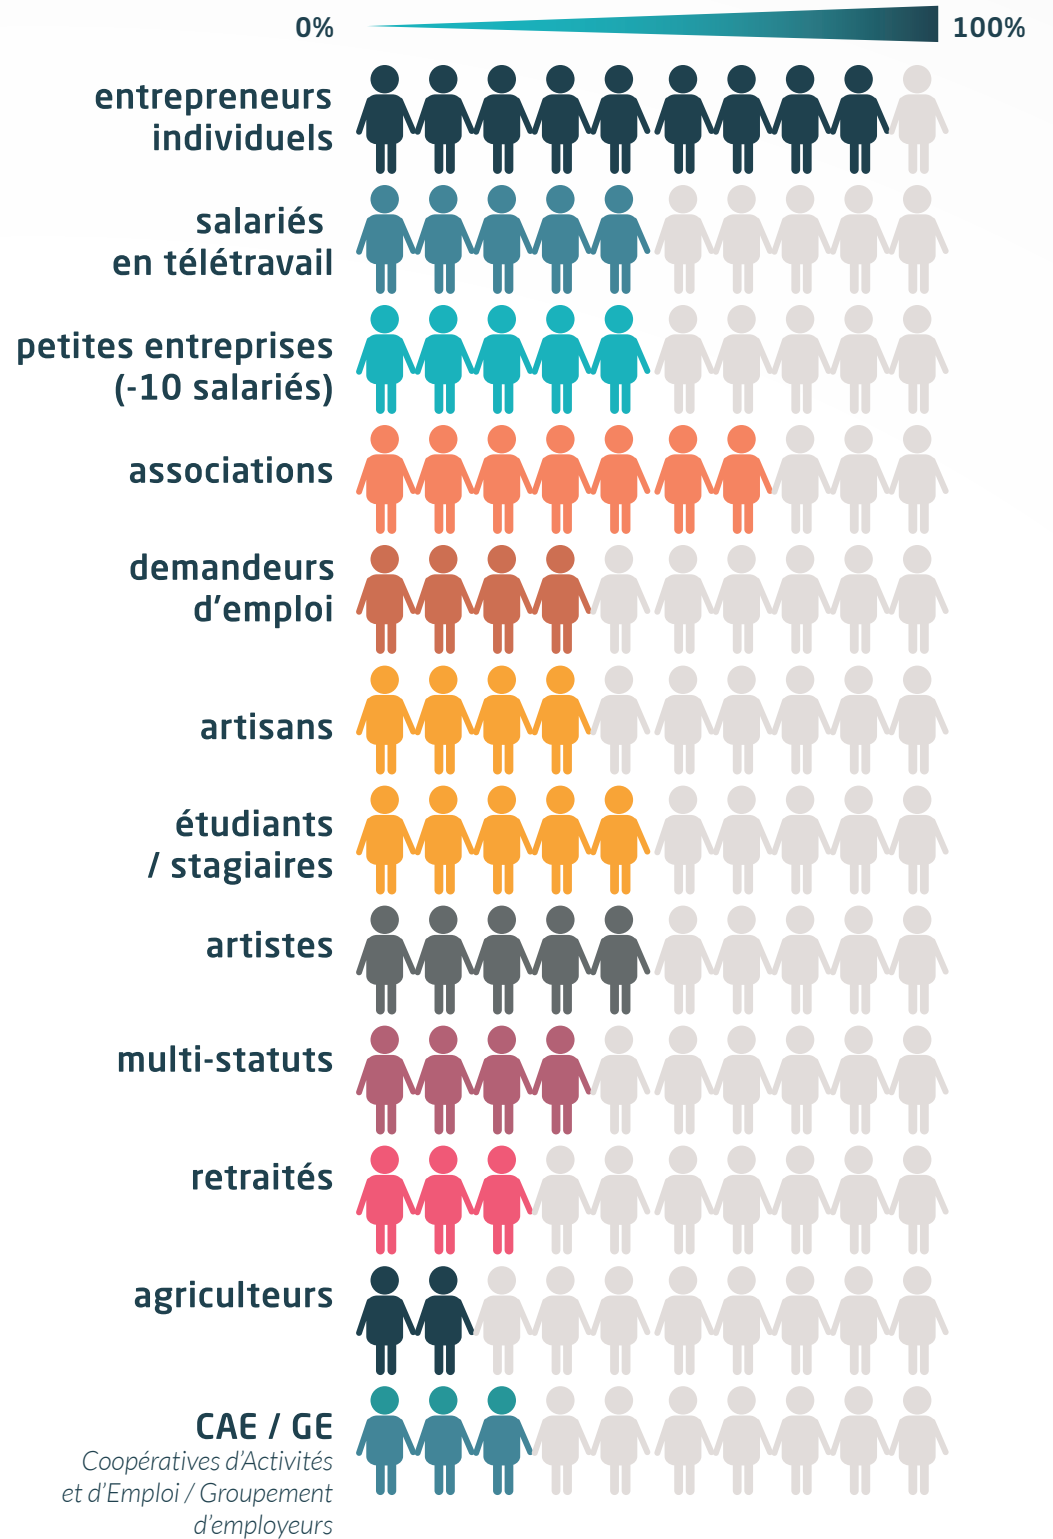 0%
100%
entrepreneurs
individuels
salariés
en télétravail
petites entreprises
(-10 salariés)
associations
demandeurs
d’emploi
artisans
étudiants
/ stagiaires
artistes
multi-statuts
retraités
agriculteurs
CAE / GE
Coopératives d’Activités
et d’Emploi / Groupement
d’employeurs